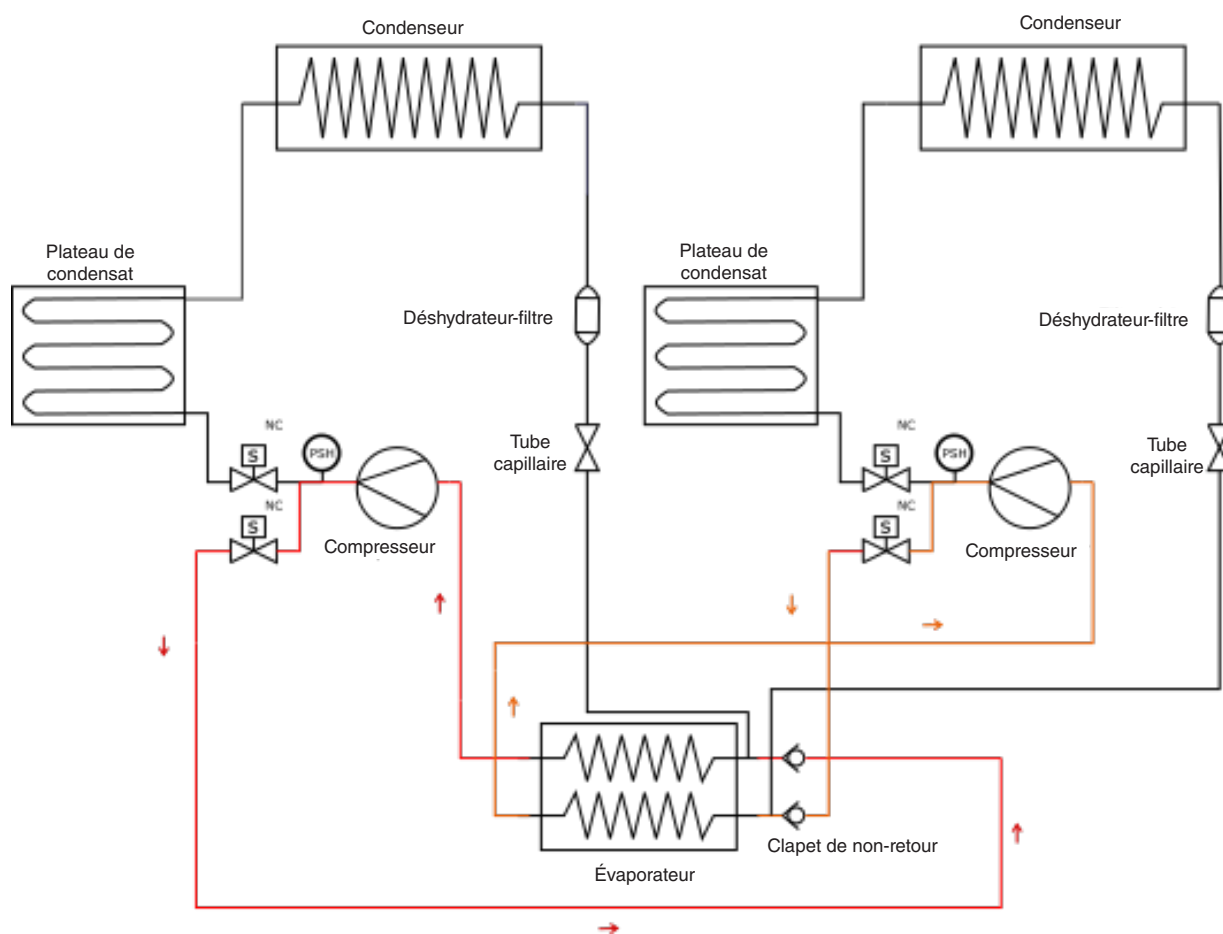 Condenseur
Condenseur
Plateau de
condensat
Plateau de
condensat
Déshydrateur-filtre
Déshydrateur-filtre
NC
S
PSH
NC
S
Compresseur
Tube
capillaire
NC
S
PSH
NC
S
Compresseur
Tube
capillaire
Clapet de non-retour
Évaporateur